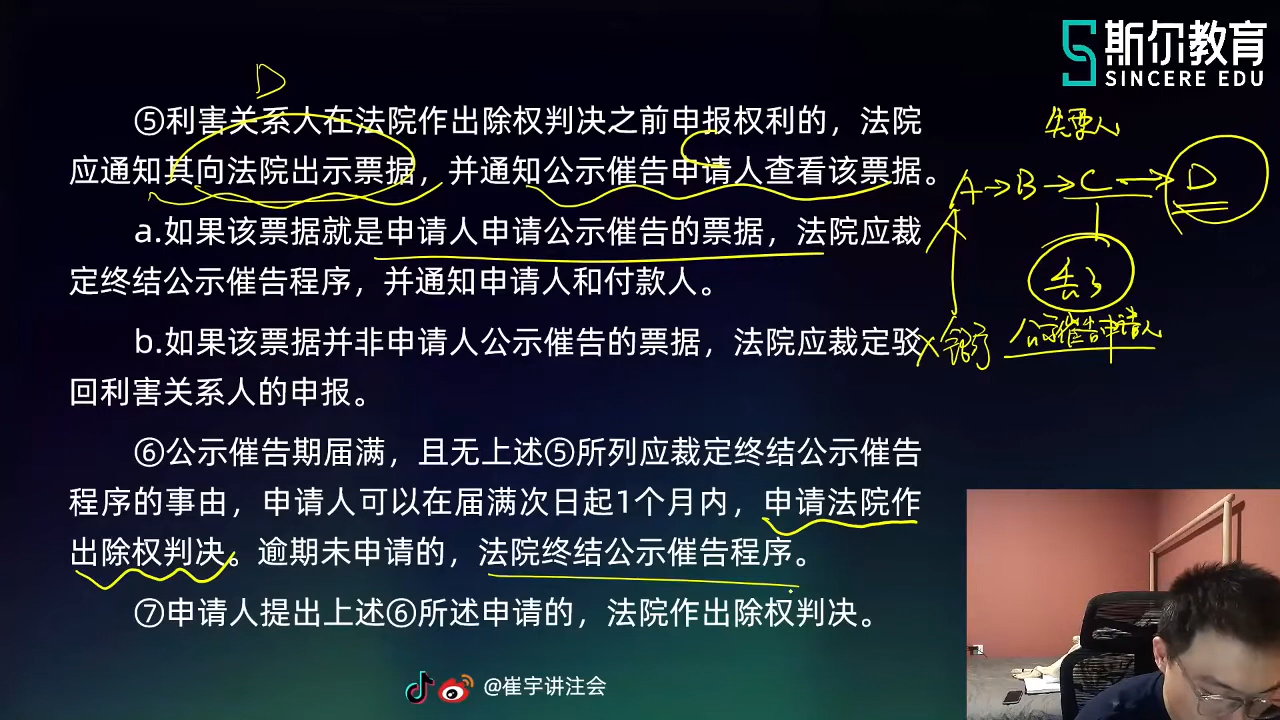 斯尔教育
SINCERE EDU
D
⑤利害关系人在法院作出除权判决之前申报权利的，法院
应通知其向法院出示票据，并通知公示催告申请人查看该票据。
a.如果该票据就是申请人申请公示催告的票据，法院应裁
定终结公示催告程序，并通知申请人和付款人。
b.如果该票据并非申请人公示催告的票据，法院应裁定驳
回利害关系人的申报。
⑥公示催告期届满，且无上述⑤所列应裁定终结公示催告
程序的事由，申请人可以在届满次日起1个月内，申请法院作
出除权判决。逾期未申请的，法院终结公示催告程序。
⑦申请人提出上述⑥所述申请的，法院作出除权判决。
失票人
A→B→C→D
丢了
公示催告申请人
X银行
@崔宇讲注会